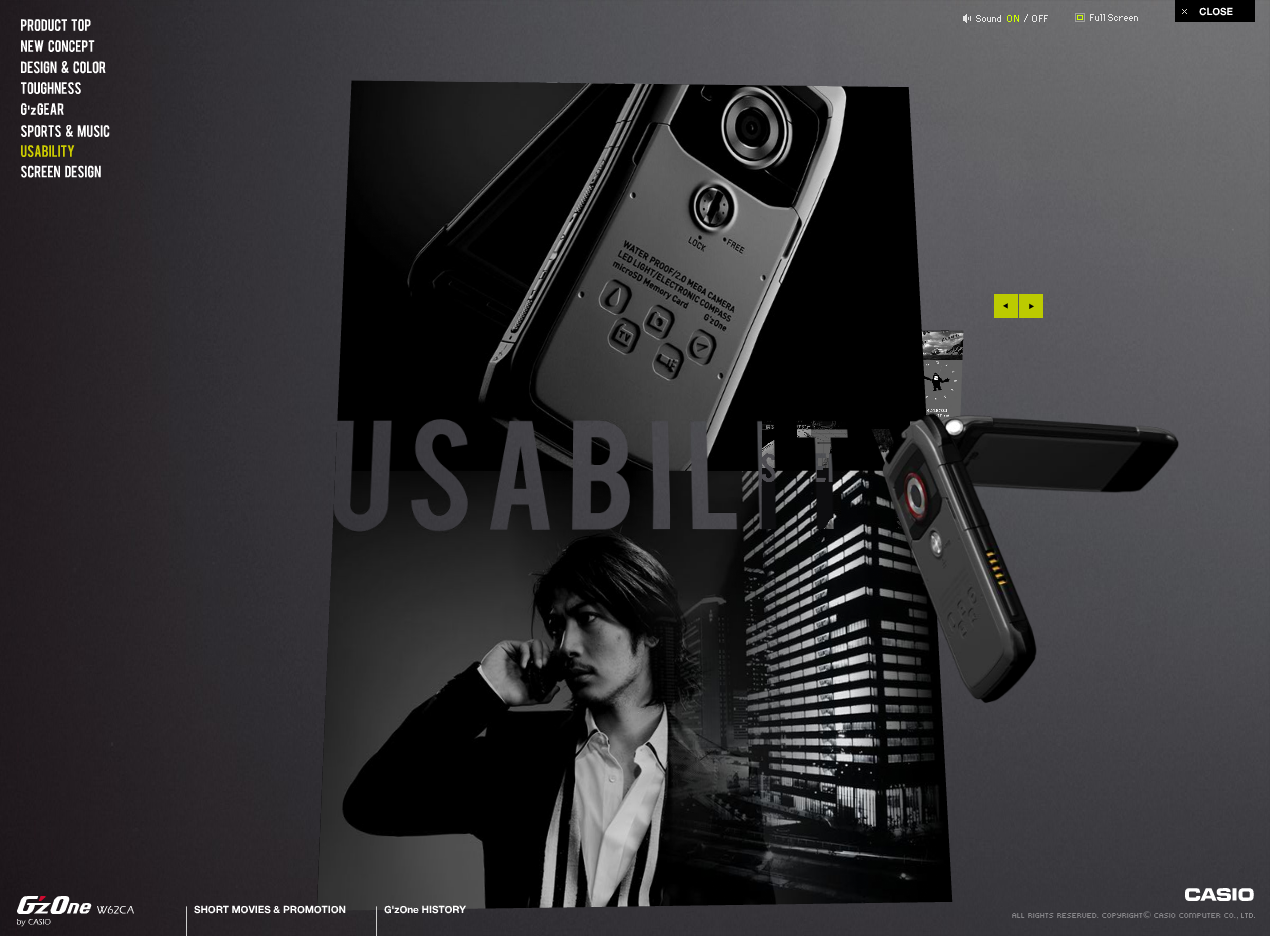 PRODUCT TOP
NEW CONCEPT
DESIGN & COLOR
TOUGHNESS
G'zGEAR
SPORTS & MUSIC
USABILITY
SCREEN DESIGN
Sound ON / OFF
Full Screen
× CLOSE
LOCK
FREE
WATER PROOF/2.0 MEGA CAMERA
LED LIGHT/ELECTRONIC COMPASS
microSD Memory Card
G'zOne
TV
USABILITY
G'zOne W62CA
by CASIO
SHORT MOVIES & PROMOTION
G'zOne HISTORY
CASIO
ALL RIGHTS RESERVED. COPYRIGHT© CASIO COMPUTER CO., LTD.